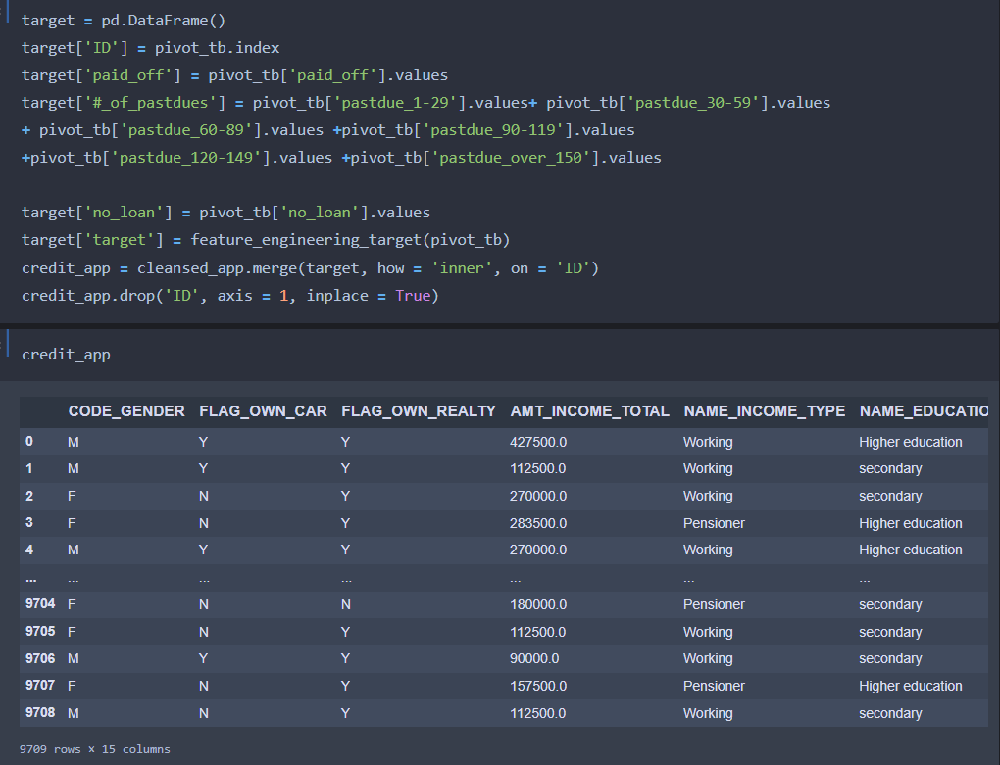 target = pd.DataFrame()
target['ID'] = pivot_tb.index
target['paid_off'] = pivot_tb['paid_off'].values
target['#_of_pastdues'] = pivot_tb['pastdue_1-29'].values+ pivot_tb['pastdue_30-59'].values
+ pivot_tb['pastdue_60-89'].values +pivot_tb['pastdue_90-119'].values
+pivot_tb['pastdue_120-149'].values +pivot_tb['pastdue_over_150'].values
target['no_loan'] = pivot_tb['no_loan'].values
target['target'] = feature_engineering_target(pivot_tb)
credit_app = cleansed_app.merge(target, how = 'inner', on = 'ID')
credit_app.drop('ID', axis = 1, inplace = True)
credit_app
CODE_GENDER FLAG_OWN_CAR FLAG_OWN_REALTY AMT_INCOME_TOTAL NAME_INCOME_TYPE NAME_EDUCATIO
0 M Y Y 427500.0 Working Higher education
1 M Y Y 112500.0 Working secondary
2 F N Y 270000.0 Working secondary
3 F N Y 283500.0 Pensioner Higher education
4 M Y Y 270000.0 Working Higher education
... ... ... ... ... ... ...
9704 F N N 180000.0 Pensioner secondary
9705 F N Y 112500.0 Working secondary
9706 M Y Y 90000.0 Working secondary
9707 F N Y 157500.0 Pensioner Higher education
9708 M N Y 112500.0 Working secondary
9709 rows × 15 columns